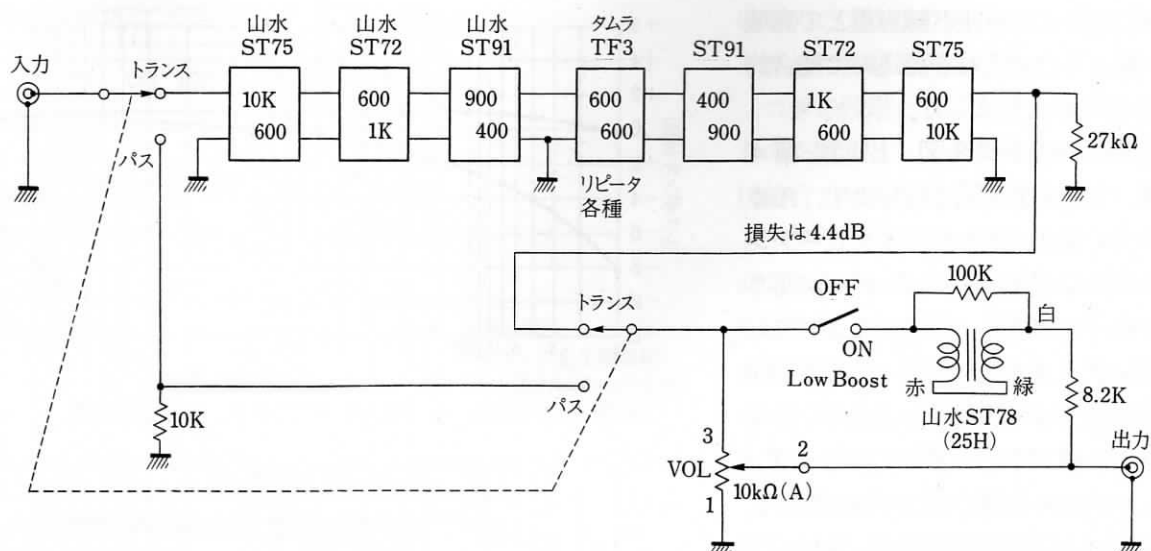 山水
ST75
山水
ST72
山水
ST91
タムラ
TF3
ST91
ST72
ST75
入力
トランス
10K
600
600
1K
900
400
600
600
400
900
1K
600
600
10K
27kΩ
パス
リピータ
各種
損失は4.4dB
100K
OFF
白
トランス
ON
Low Boost
赤
緑
8.2K
山水ST78
(25H)
パス
10K
出力
3
2
VOL
10kΩ(A)
1